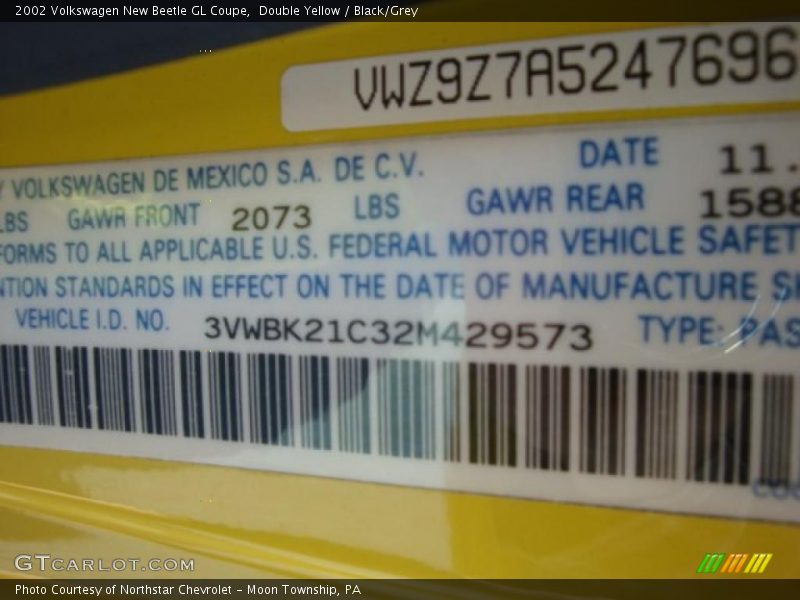 2002 Volkswagen New Beetle GL Coupe,  Double Yellow / Black/Grey
VWZ9Z7A5247696
Y VOLKSWAGEN DE MEXICO S.A. DE C.V. DATE 11.
LBS GAWR FRONT 2073 LBS GAWR REAR 1588
FORMS TO ALL APPLICABLE U.S. FEDERAL MOTOR VEHICLE SAFET
NTION STANDARDS IN EFFECT ON THE DATE OF MANUFACTURE SH
VEHICLE I.D. NO. 3VWBK21C32M429573 TYPE: PAS
GTCARLOT.COM
Photo Courtesy of Northstar Chevrolet – Moon Township, PA